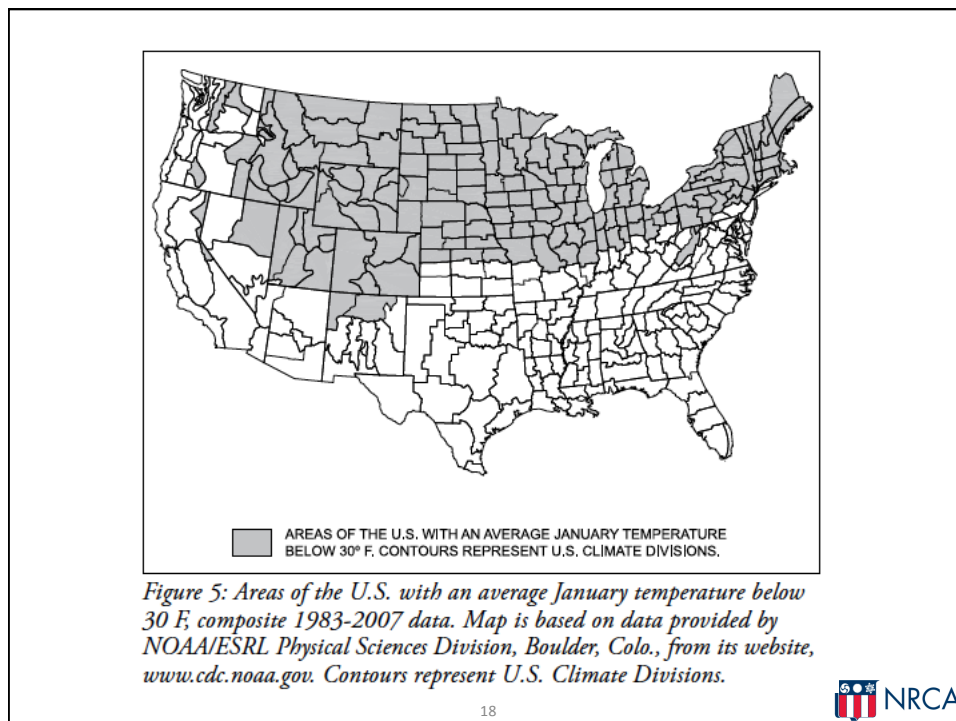 AREAS OF THE U.S. WITH AN AVERAGE JANUARY TEMPERATURE
BELOW 30º F. CONTOURS REPRESENT U.S. CLIMATE DIVISIONS.
Figure 5: Areas of the U.S. with an average January temperature below
30 F, composite 1983-2007 data. Map is based on data provided by
NOAA/ESRL Physical Sciences Division, Boulder, Colo., from its website,
www.cdc.noaa.gov. Contours represent U.S. Climate Divisions.
18
NRCA